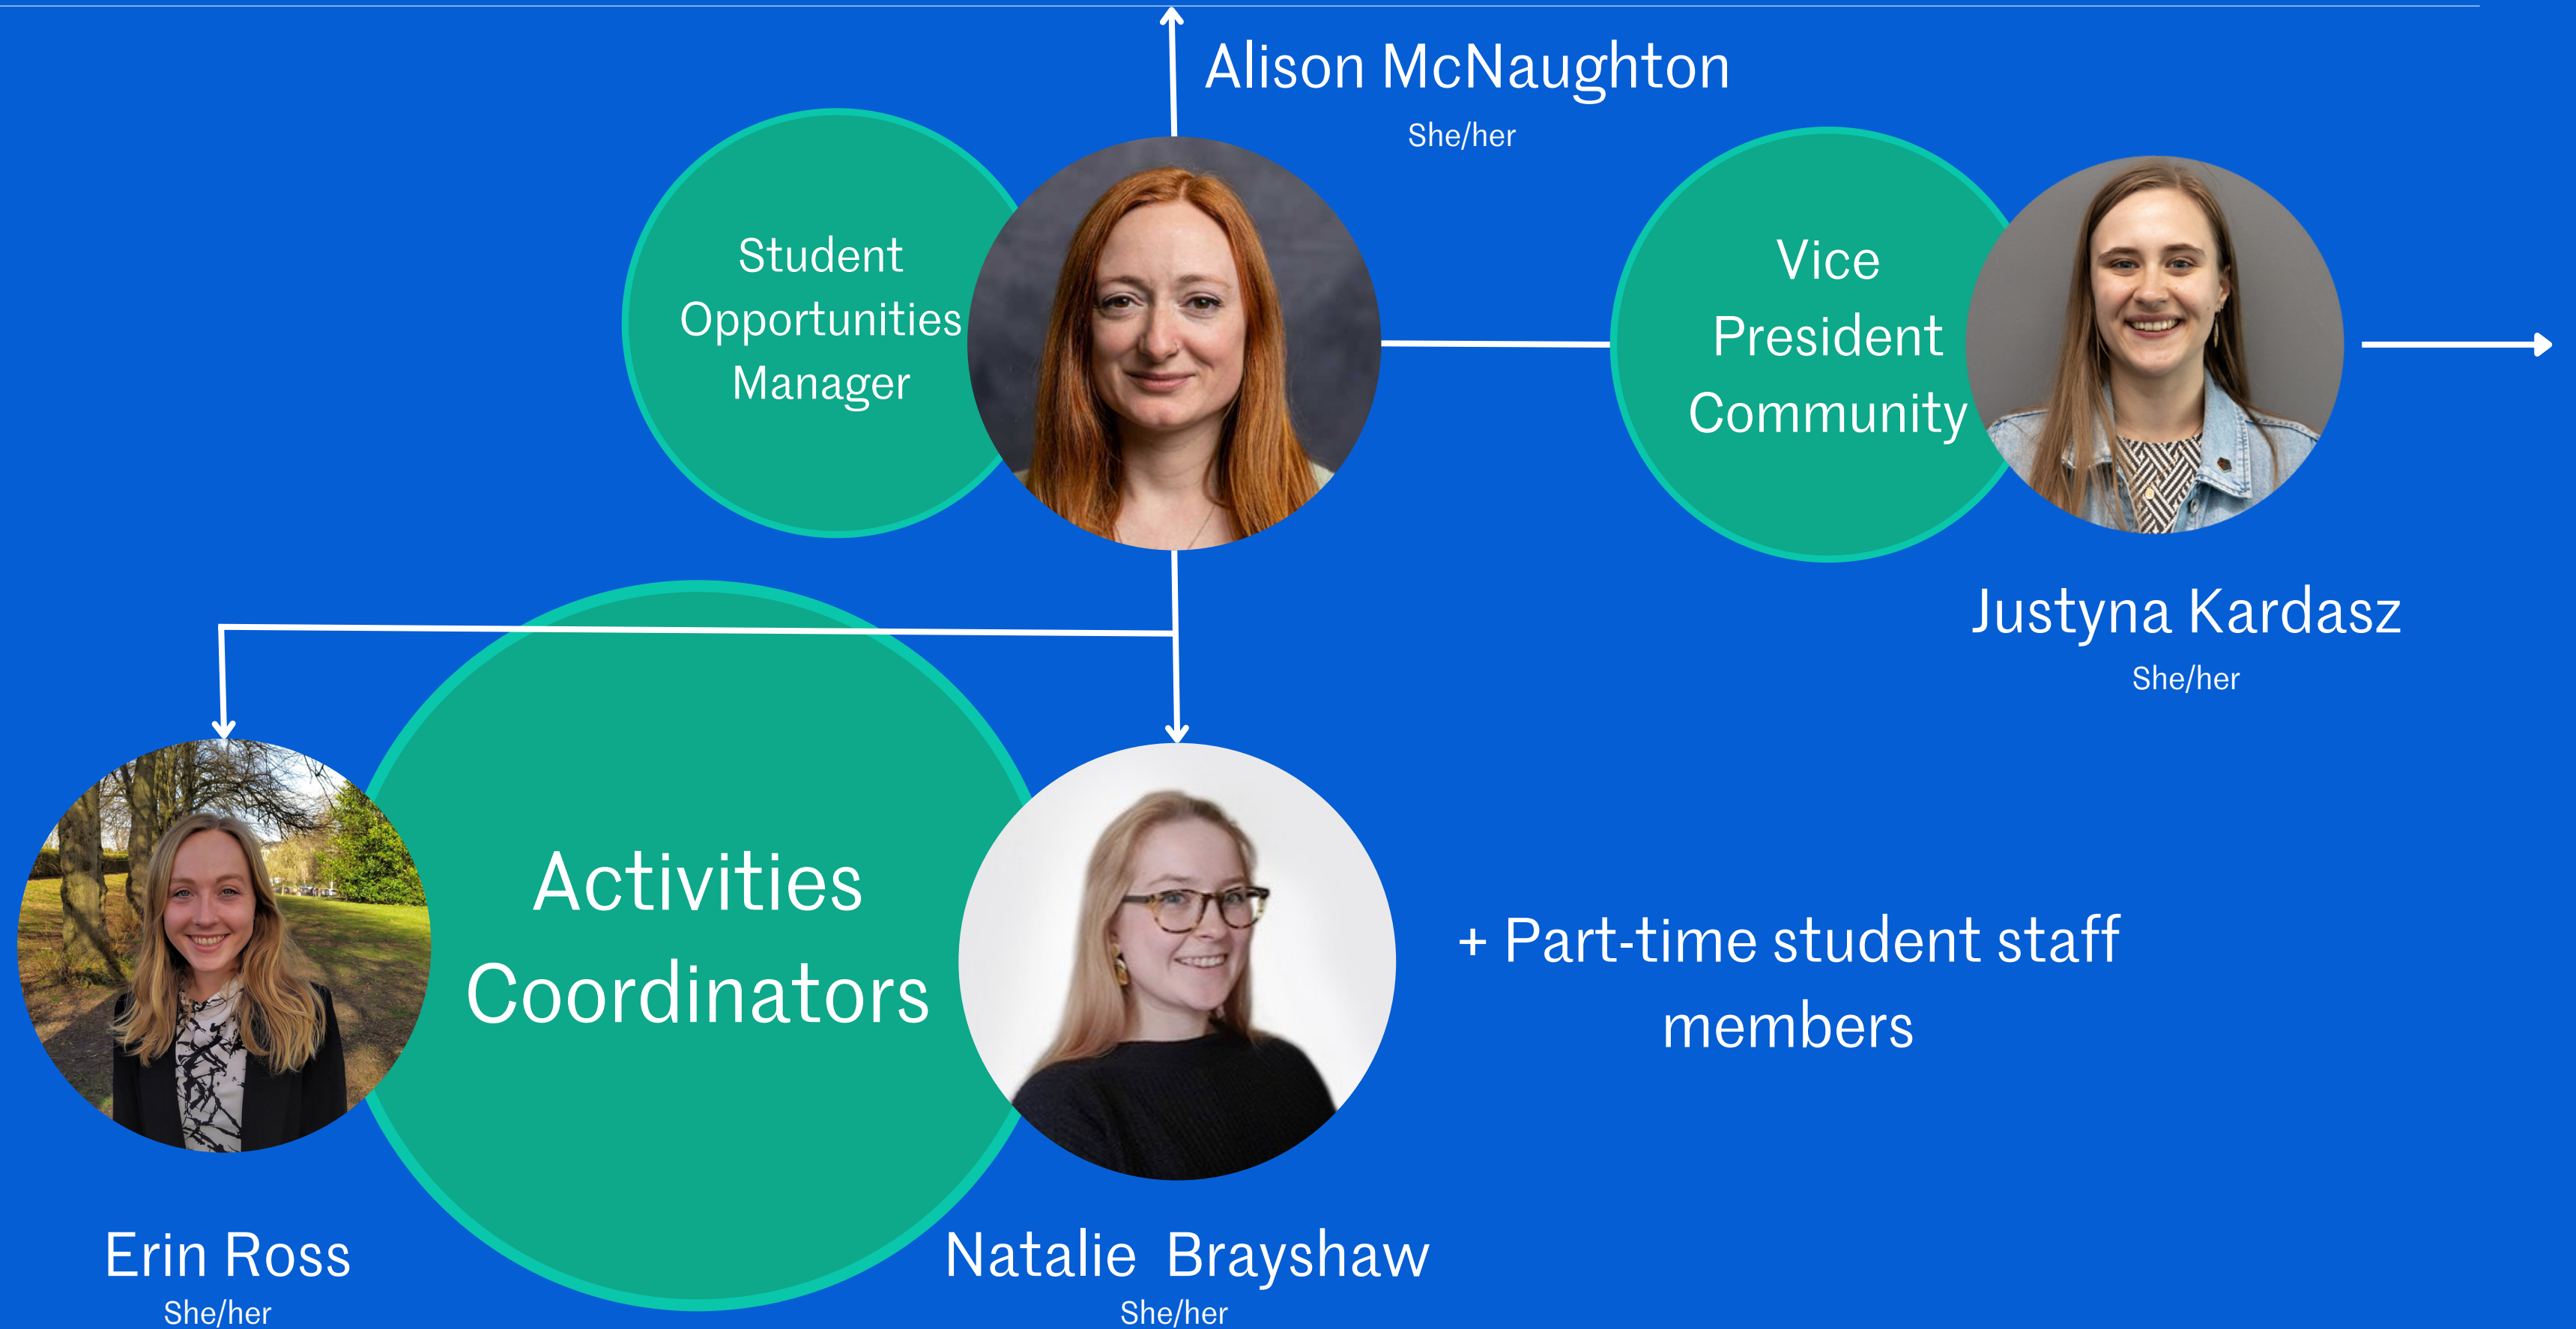 Alison McNaughton
She/her
Student
Opportunities
Manager
Vice
President
Community
Justyna Kardasz
She/her
Activities
Coordinators
+ Part-time student staff
members
Erin Ross
She/her
Natalie Brayshaw
She/her